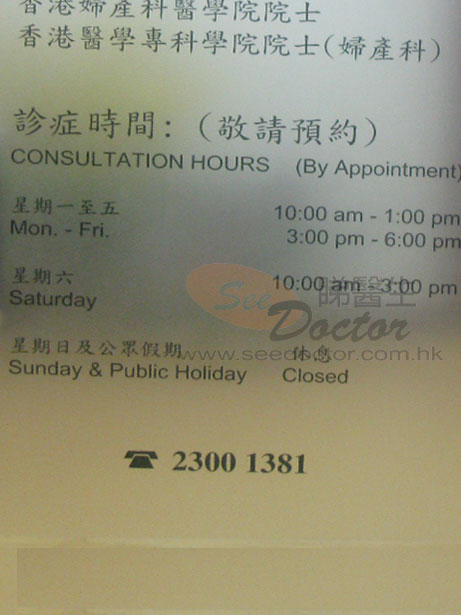 香港婦產科醫學院院士
香港醫學專科學院院士(婦產科)
診症時間: (敬請預約)
CONSULTATION HOURS (By Appointment)
星期一至五 10:00 am - 1:00 pm
Mon. - Fri. 3:00 pm - 6:00 pm
星期六 10:00 am - 3:00 pm
Saturday
See Doctor 睇醫生
星期日及公眾假期 休息
www.seedoctor.com.hk
Sunday & Public Holiday Closed
☎ 2300 1381